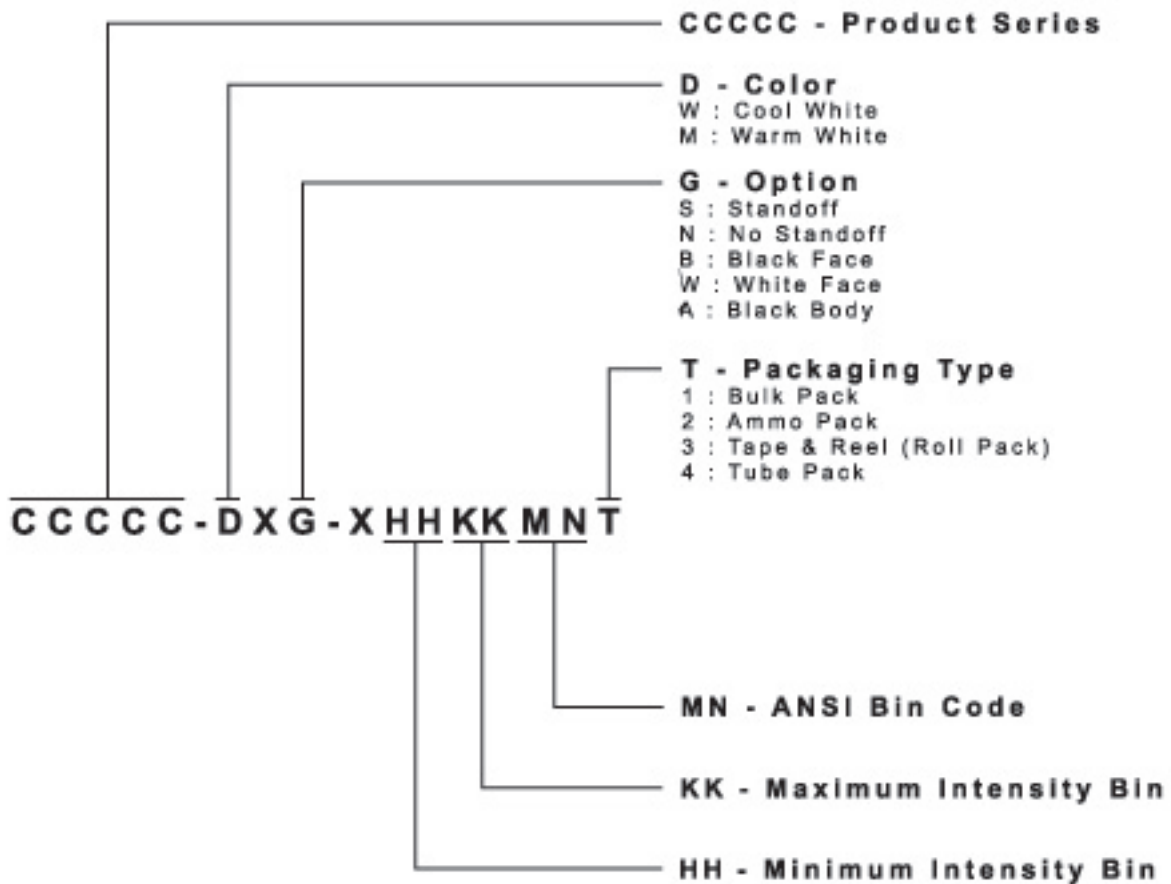 CCCCC - Product Series
D - Color
W : Cool White
M : Warm White
G - Option
S : Standoff
N : No Standoff
B : Black Face
W : White Face
A : Black Body
T - Packaging Type
1 : Bulk Pack
2 : Ammo Pack
3 : Tape & Reel (Roll Pack)
4 : Tube Pack
CCCCC-DXG-XHHKKMNT
MN - ANSI Bin Code
KK - Maximum Intensity Bin
HH - Minimum Intensity Bin